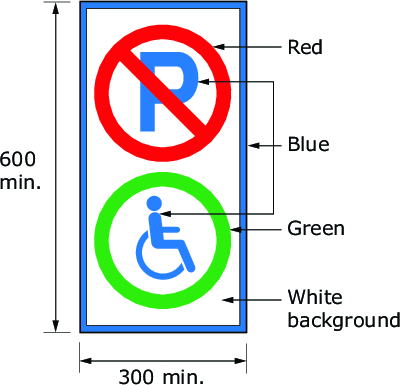 P
Red
600
min.
Blue
Green
White
background
300 min.